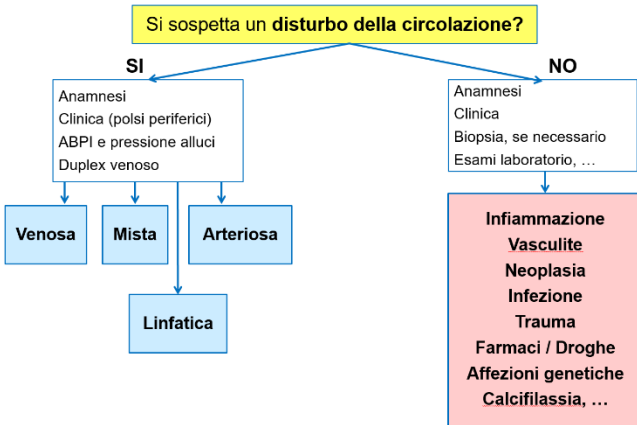 Si sospetta un disturbo della circolazione?
SI
NO
Anamnesi
Clinica (polsi periferici)
ABPI e pressione alluci
Duplex venoso
Anamnesi
Clinica
Biopsia, se necessario
Esami laboratorio, …
Venosa
Mista
Arteriosa
Linfatica
Infiammazione
Vasculite
Neoplasia
Infezione
Trauma
Farmaci / Droghe
Affezioni genetiche
Calcifilassia, …